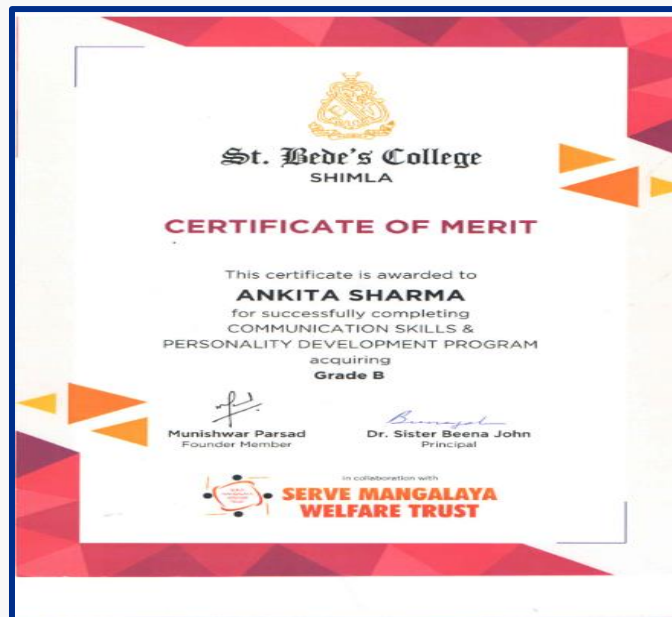 St. Bede's College
SHIMLA
CERTIFICATE OF MERIT
This certificate is awarded to
ANKITA SHARMA
for successfully completing
COMMUNICATION SKILLS &
PERSONALITY DEVELOPMENT PROGRAM
acquiring
Grade B
Munishwar Parsad
Founder Member
Dr. Sister Beena John
Principal
in collaboration with
SERVE MANGALAYA
WELFARE TRUST